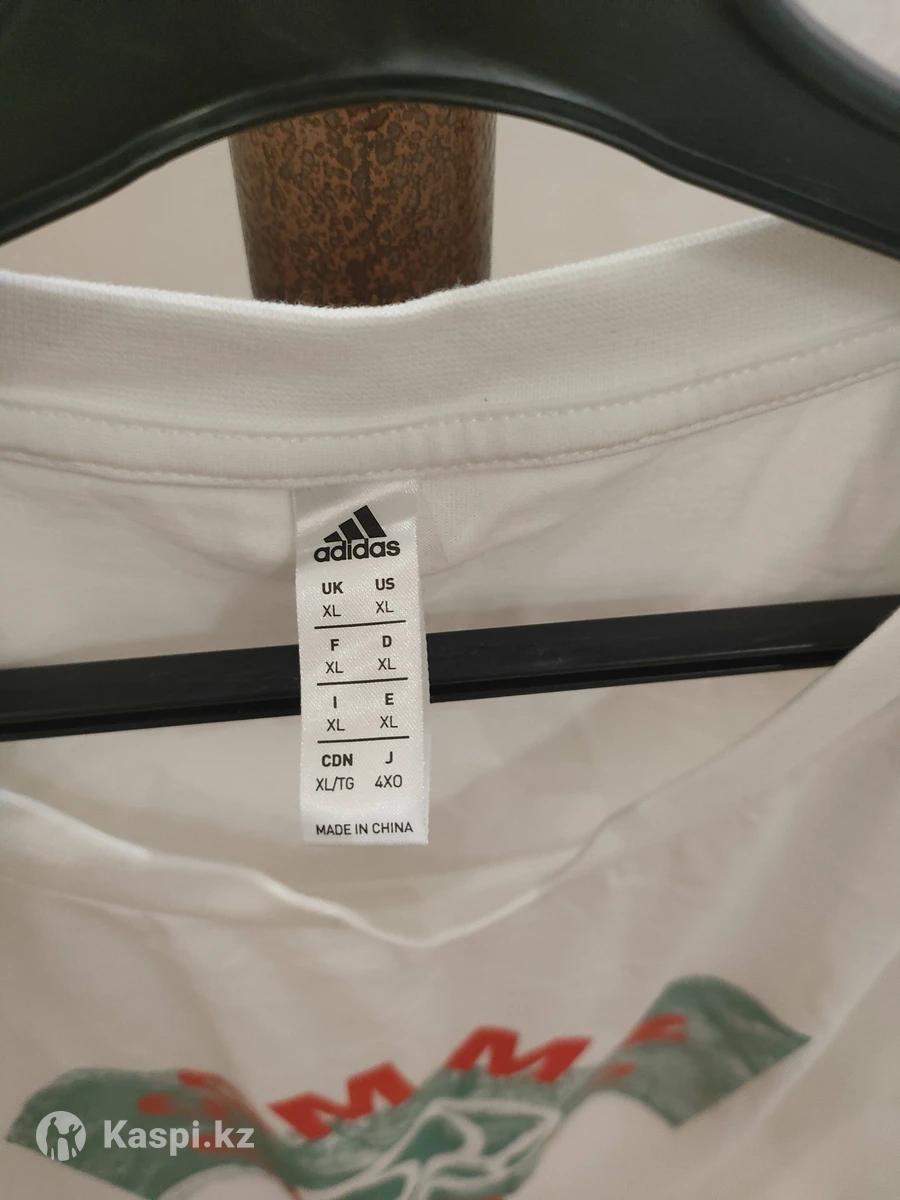 adidas
UK US
XL XL
F D
XL XL
I E
XL XL
CDN J
XL/TG 4XO
MADE IN CHINA
Kaspi.kz